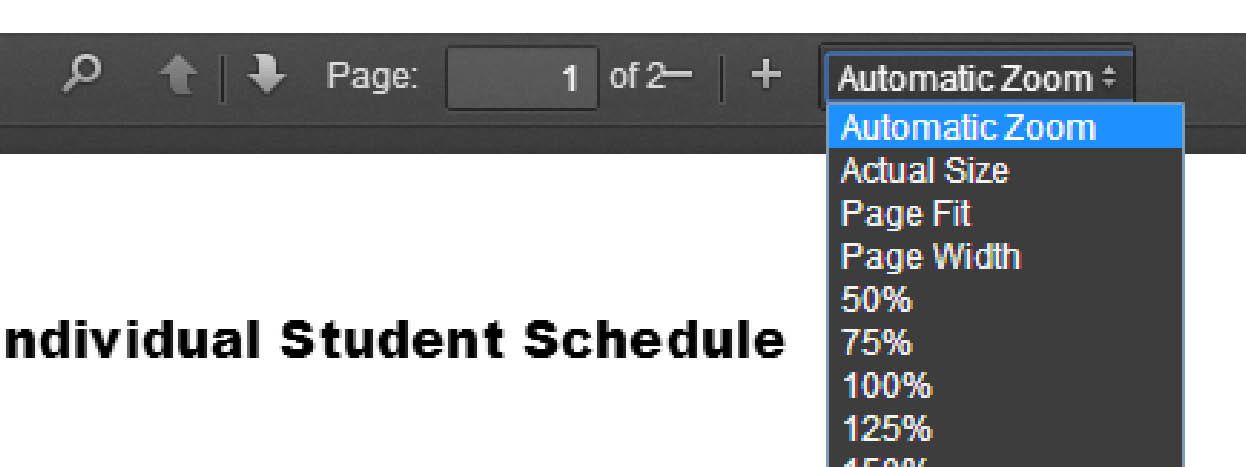 Page: 1 of 2
Automatic Zoom
Automatic Zoom
Actual Size
Page Fit
Page Width
50%
ndividual Student Schedule
75%
100%
125%
150%